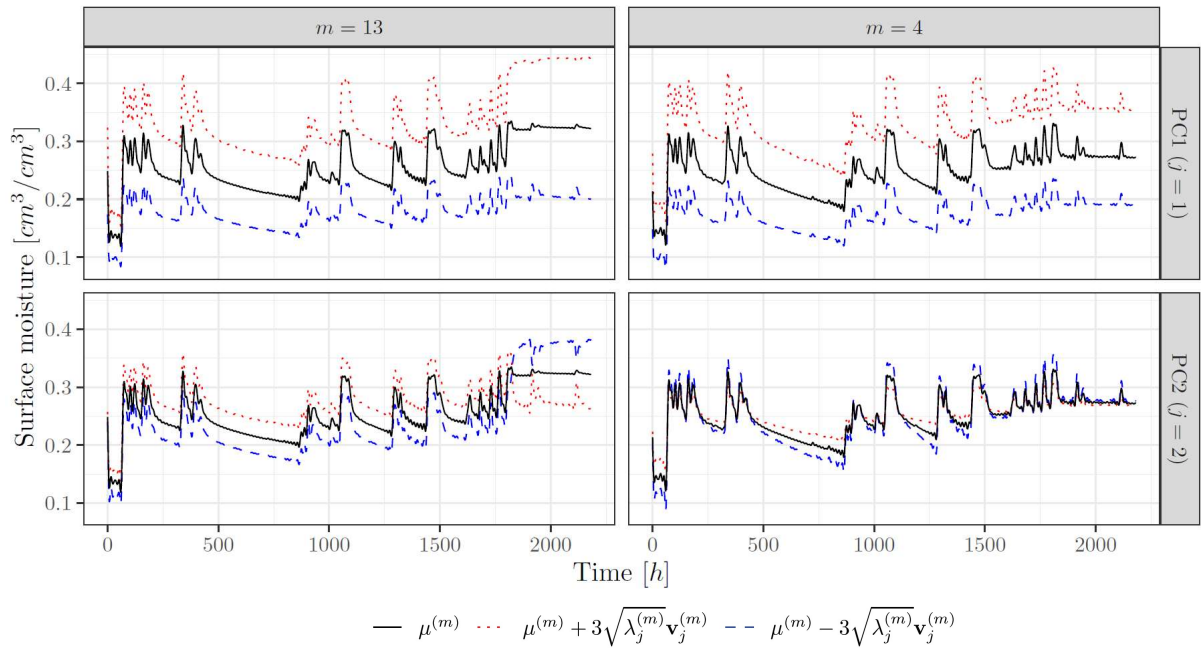 m = 13
m = 4
Surface moisture [cm³/cm³]
0.4
0.3
0.2
0.1
PC1 (j = 1)
0.4
0.3
0.2
0.1
PC2 (j = 2)
0 500 1000 1500 2000
0 500 1000 1500 2000
Time [h]
μ^{(m)} μ^{(m)} + 3√λ_j^{(m)} v_j^{(m)} μ^{(m)} − 3√λ_j^{(m)} v_j^{(m)}